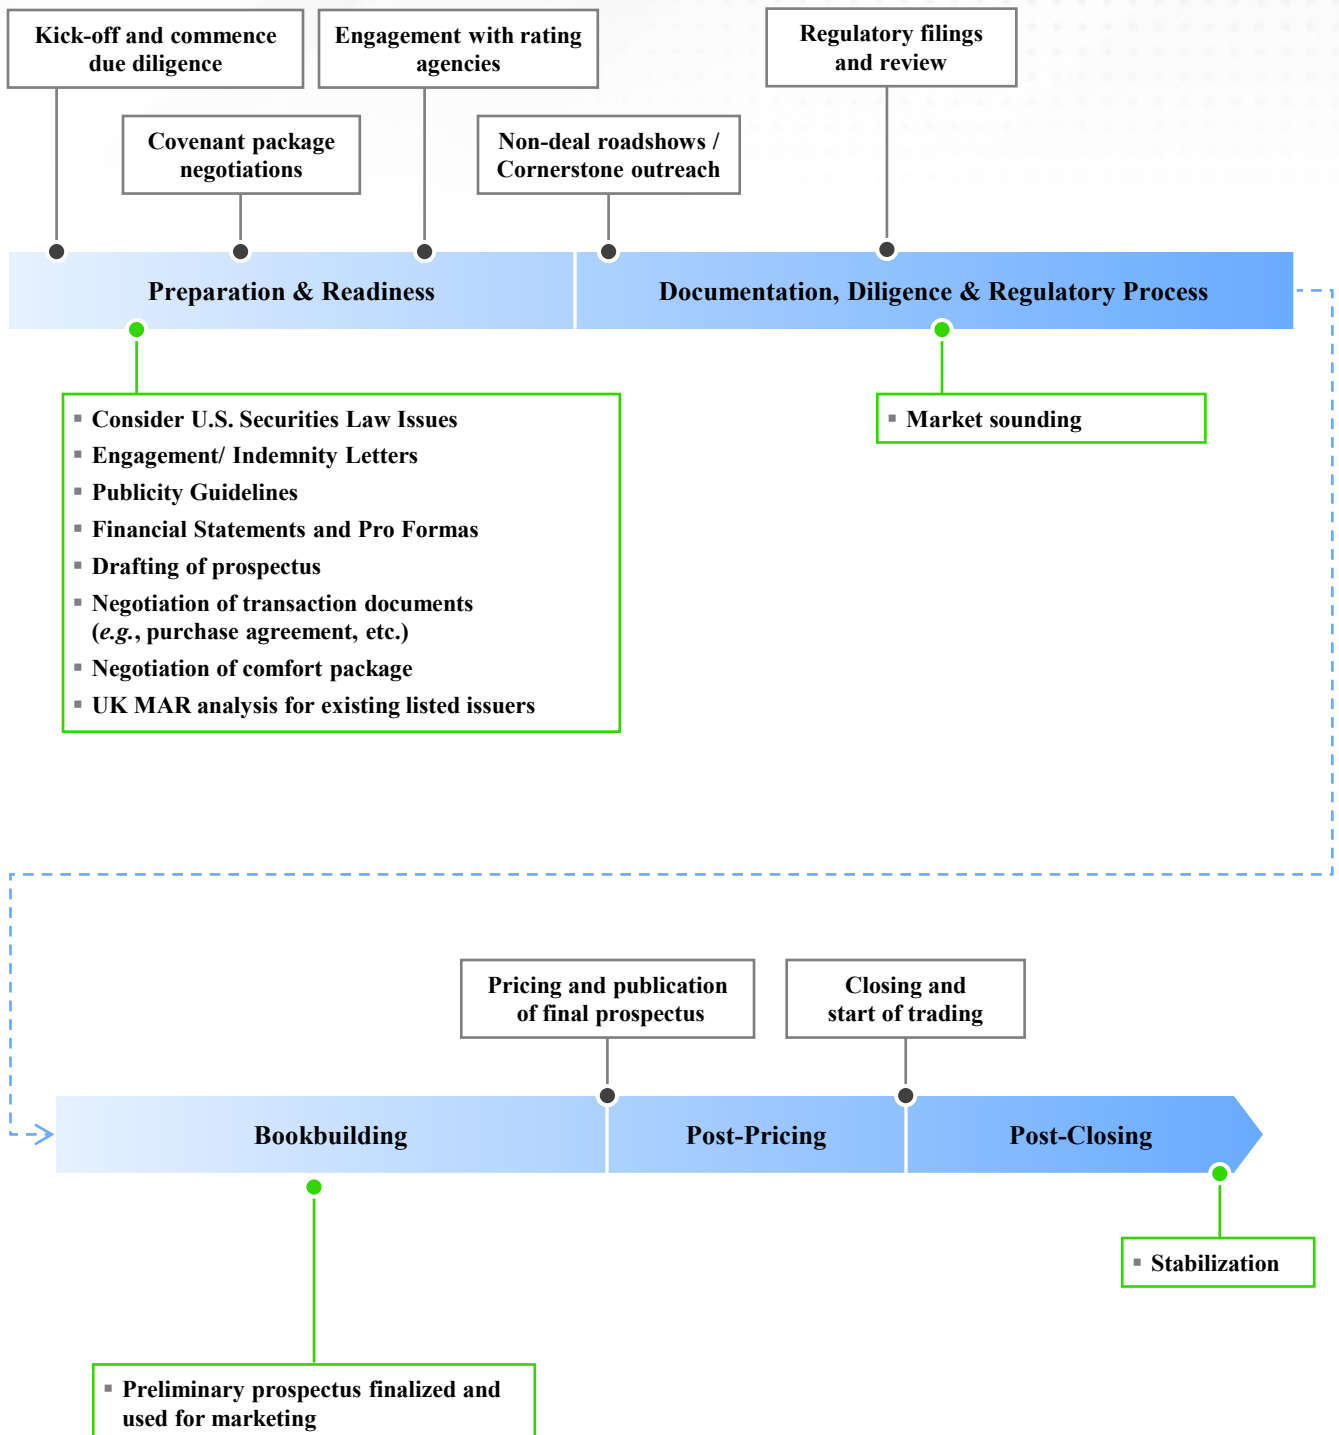 Kick-off and commence
due diligence
Engagement with rating
agencies
Regulatory filings
and review
Covenant package
negotiations
Non-deal roadshows /
Cornerstone outreach
Preparation & Readiness
Documentation, Diligence & Regulatory Process
▪ Consider U.S. Securities Law Issues
▪ Engagement/ Indemnity Letters
▪ Publicity Guidelines
▪ Financial Statements and Pro Formas
▪ Drafting of prospectus
▪ Negotiation of transaction documents
(e.g., purchase agreement, etc.)
▪ Negotiation of comfort package
▪ UK MAR analysis for existing listed issuers
▪ Market sounding
Pricing and publication
of final prospectus
Closing and
start of trading
Bookbuilding
Post-Pricing
Post-Closing
▪ Stabilization
▪ Preliminary prospectus finalized and
used for marketing